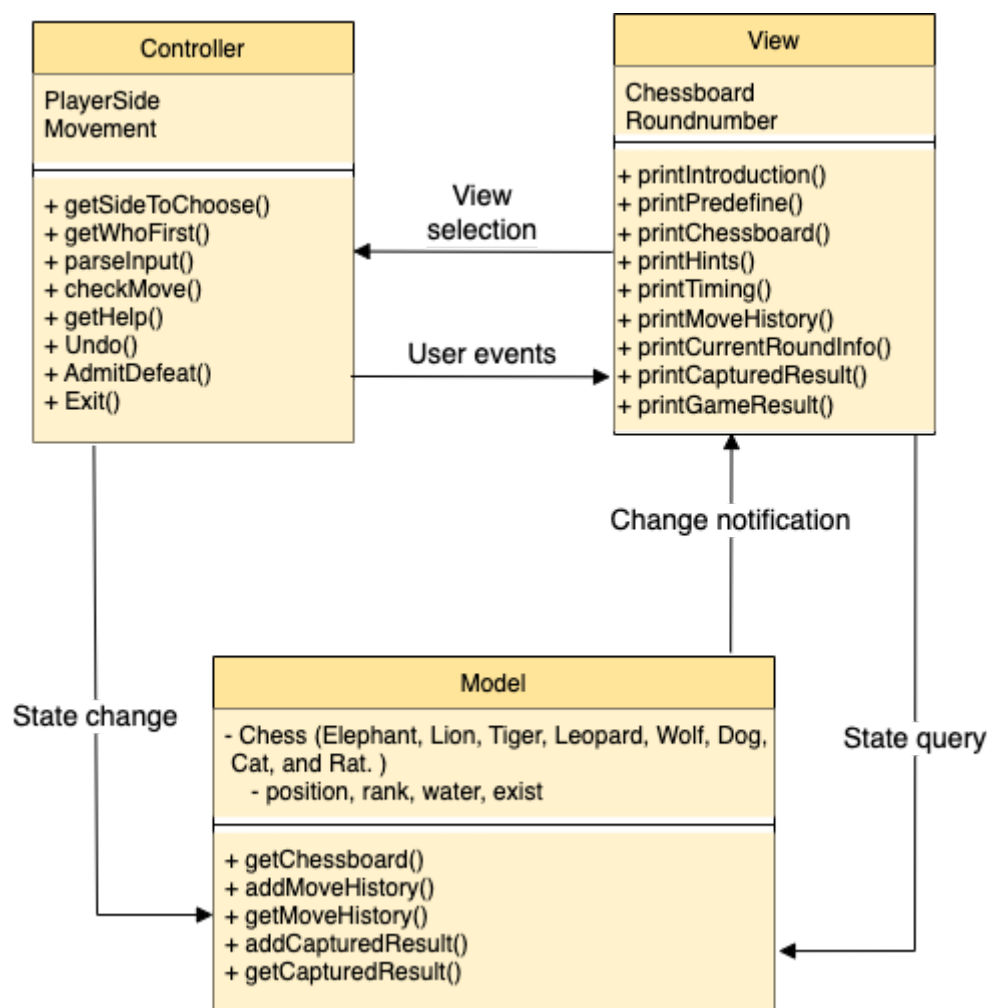 Controller
PlayerSide
Movement
+ getSideToChoose()
+ getWhoFirst()
+ parseInput()
+ checkMove()
+ getHelp()
+ Undo()
+ AdmitDefeat()
+ Exit()
View
selection
User events
View
Chessboard
Roundnumber
+ printIntroduction()
+ printPredefine()
+ printChessboard()
+ printHints()
+ printTiming()
+ printMoveHistory()
+ printCurrentRoundInfo()
+ printCapturedResult()
+ printGameResult()
Change notification
State change
State query
Model
- Chess (Elephant, Lion, Tiger, Leopard, Wolf, Dog,
Cat, and Rat. )
- position, rank, water, exist
+ getChessboard()
+ addMoveHistory()
+ getMoveHistory()
+ addCapturedResult()
+ getCapturedResult()